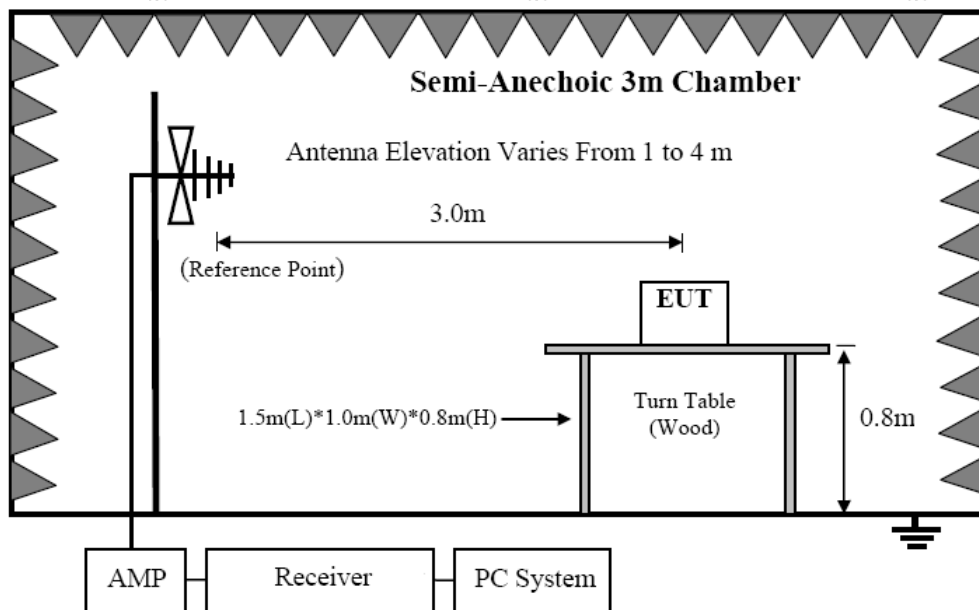 Semi-Anechoic 3m Chamber
Antenna Elevation Varies From 1 to 4 m
3.0m
(Reference Point)
EUT
1.5m(L)*1.0m(W)*0.8m(H)
Turn Table
(Wood)
0.8m
AMP
Receiver
PC System